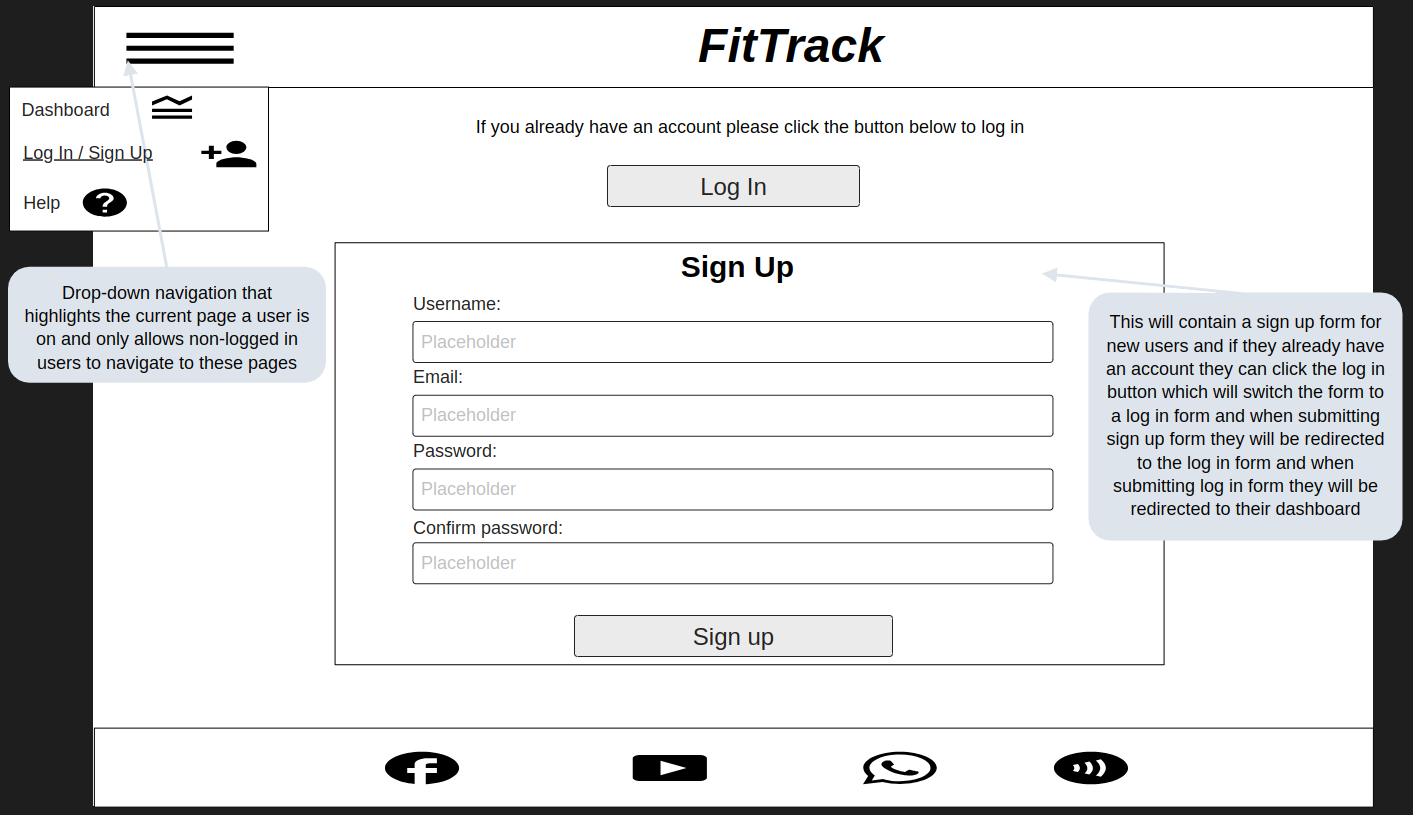 FitTrack
Dashboard
Log In / Sign Up
Help
?
If you already have an account please click the button below to log in
Log In
Sign Up
Username:
Placeholder
Email:
Placeholder
Password:
Placeholder
Confirm password:
Placeholder
Sign up
Drop-down navigation that
highlights the current page a user is
on and only allows non-logged in
users to navigate to these pages
This will contain a sign up form for
new users and if they already have
an account they can click the log in
button which will switch the form to
a log in form and when submitting
sign up form they will be redirected
to the log in form and when
submitting log in form they will be
redirected to their dashboard